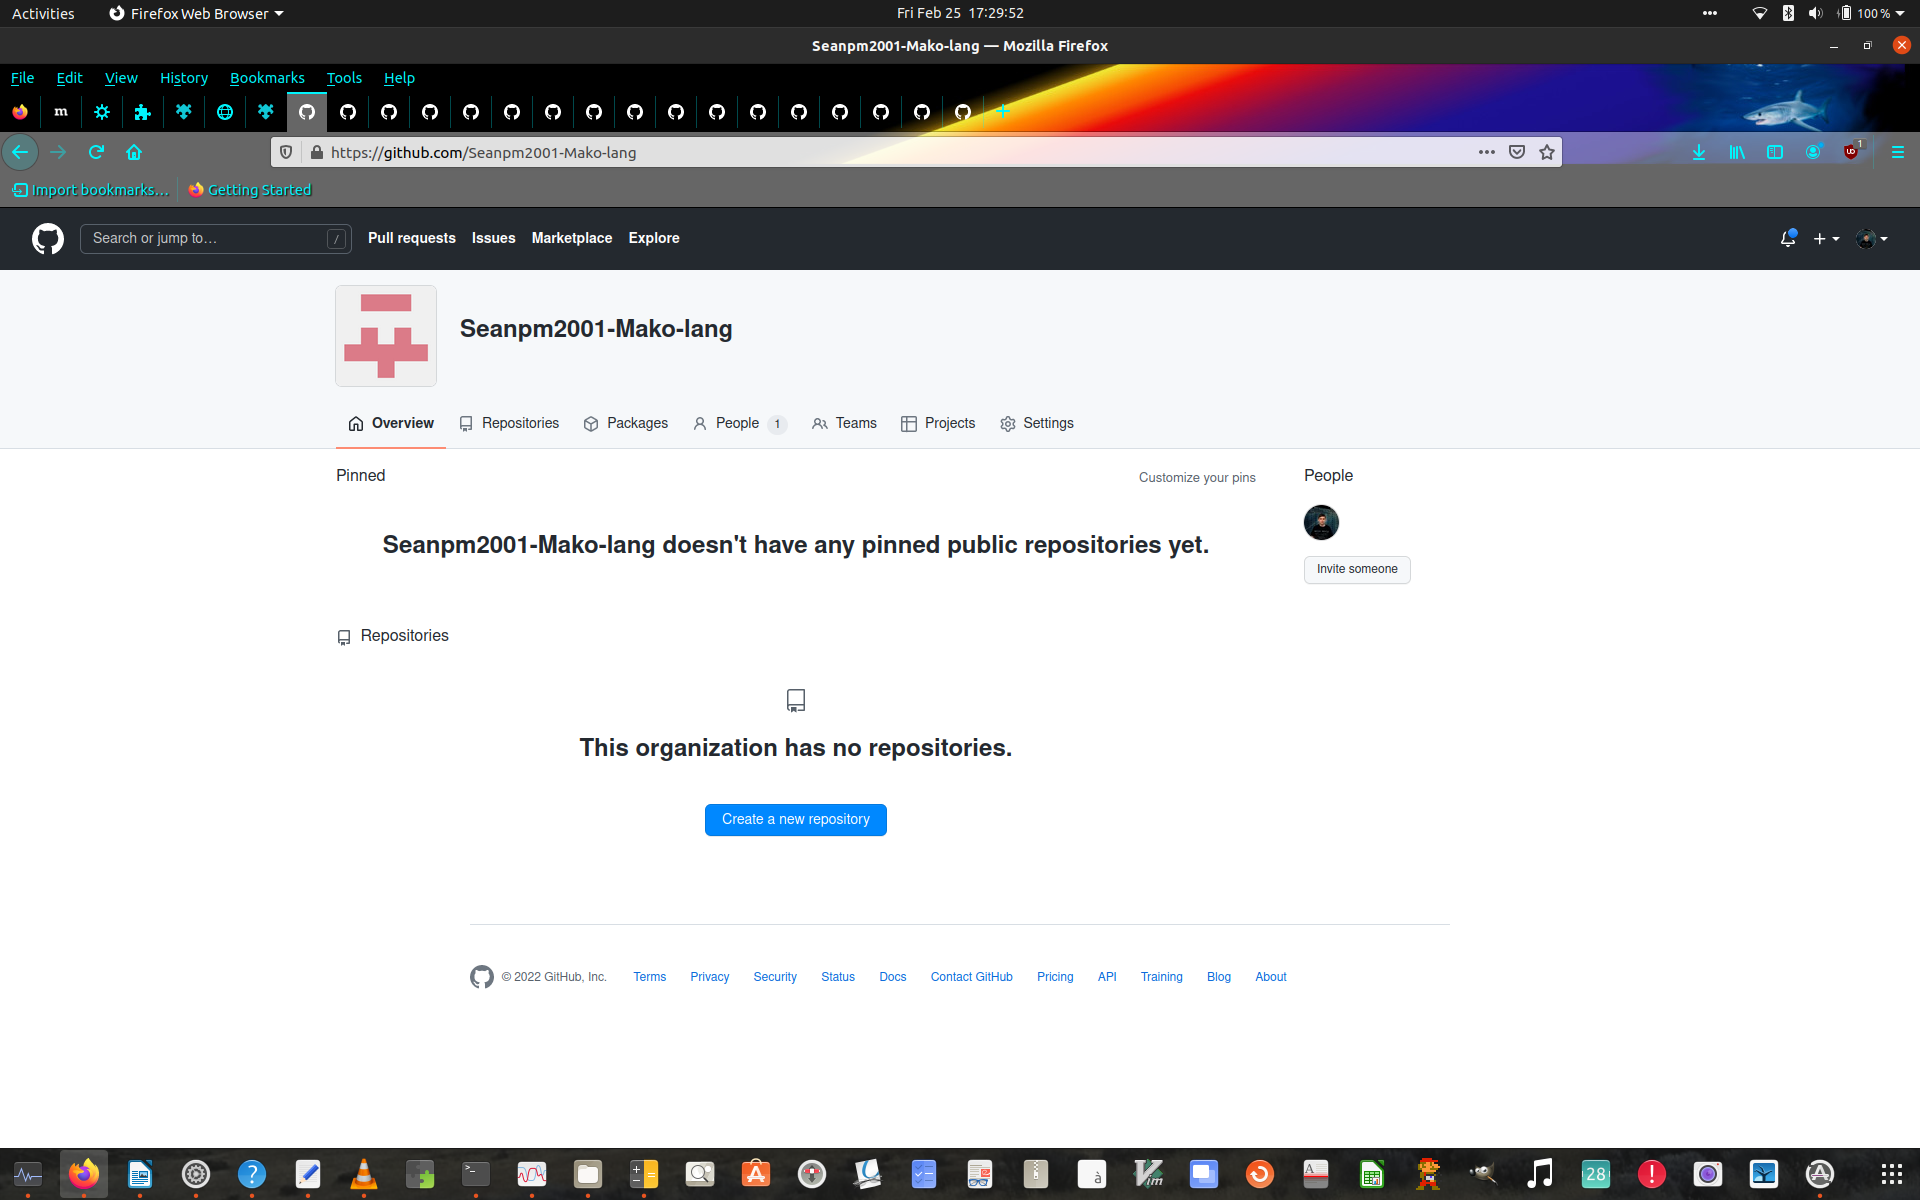 Activities Firefox Web Browser Fri Feb 25 17:29:52 100 %
Seanpm2001-Mako-lang — Mozilla Firefox
File Edit View History Bookmarks Tools Help
m
https://github.com/Seanpm2001-Mako-lang 1
Import bookmarks… Getting Started
Search or jump to… / Pull requests Issues Marketplace Explore
Seanpm2001-Mako-lang
Overview Repositories Packages People 1 Teams Projects Settings
Pinned Customize your pins People
Seanpm2001-Mako-lang doesn't have any pinned public repositories yet.
Invite someone
Repositories
This organization has no repositories.
Create a new repository
© 2022 GitHub, Inc. Terms Privacy Security Status Docs Contact GitHub Pricing API Training Blog About
28